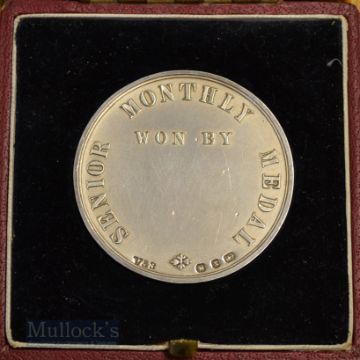 SENIOR MONTHLY MEDAL
WON BY
Mullock's